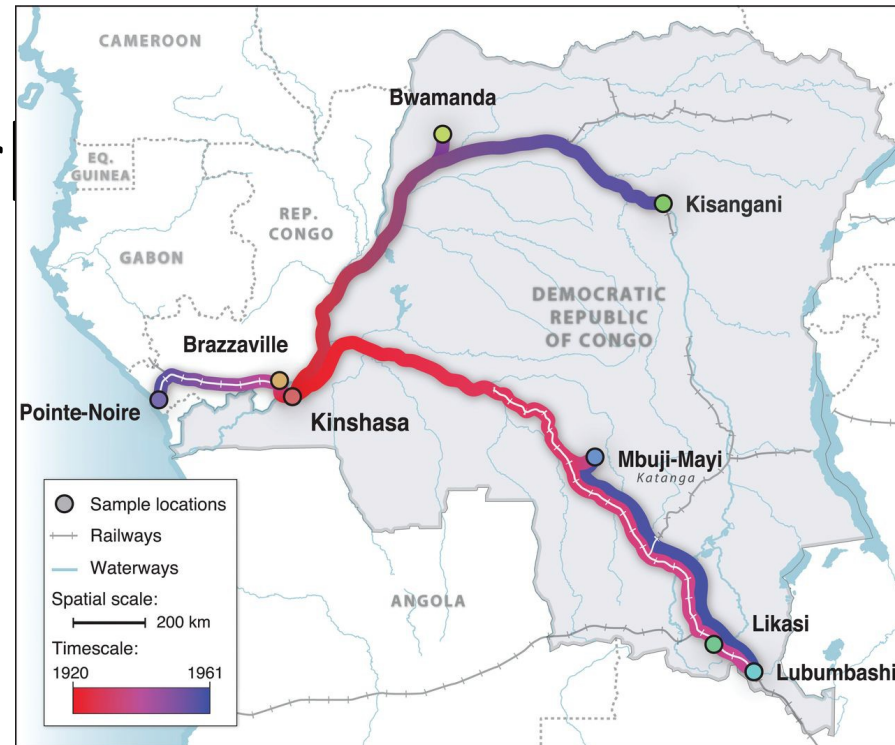 CAMEROON
Bwamanda
EQ.
GUINEA
REP.
CONGO
Kisangani
GABON
DEMOCRATIC
REPUBLIC
OF CONGO
Brazzaville
Pointe-Noire
Kinshasa
Mbuji-Mayi
Katanga
Sample locations
Railways
Waterways
Spatial scale:
200 km
Timescale:
1920 1961
ANGOLA
Likasi
Lubumbashi